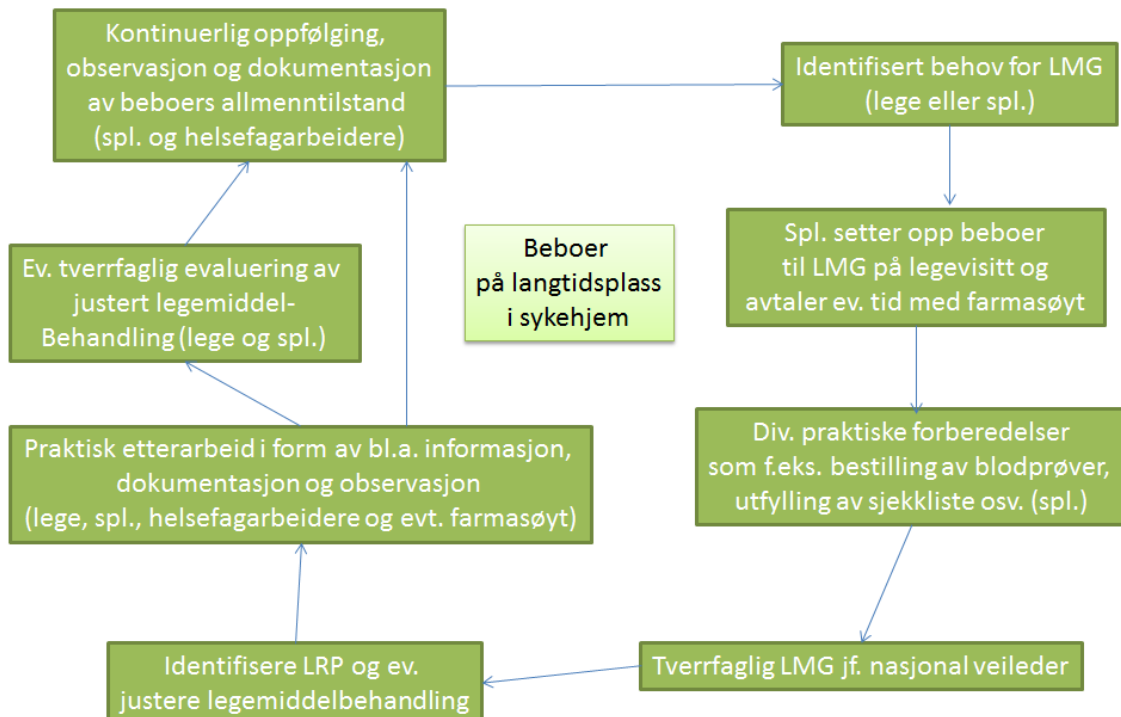 Kontinuerlig oppfølging,
observasjon og dokumentasjon
av beboers allmenntilstand
(spl. og helsefagarbeidere)
Identifisert behov for LMG
(lege eller spl.)
Spl. setter opp beboer
til LMG på legevisitt og
avtaler ev. tid med farmasøyt
Div. praktiske forberedelser
som f.eks. bestilling av blodprøver,
utfylling av sjekkliste osv. (spl.)
Tverrfaglig LMG jf. nasjonal veileder
Identifisere LRP og ev.
justere legemiddelbehandling
Praktisk etterarbeid i form av bl.a. informasjon,
dokumentasjon og observasjon
(lege, spl., helsefagarbeidere og evt. farmasøyt)
Ev. tverrfaglig evaluering av
justert legemiddel-
Behandling (lege og spl.)
Beboer
på langtidsplass
i sykehjem